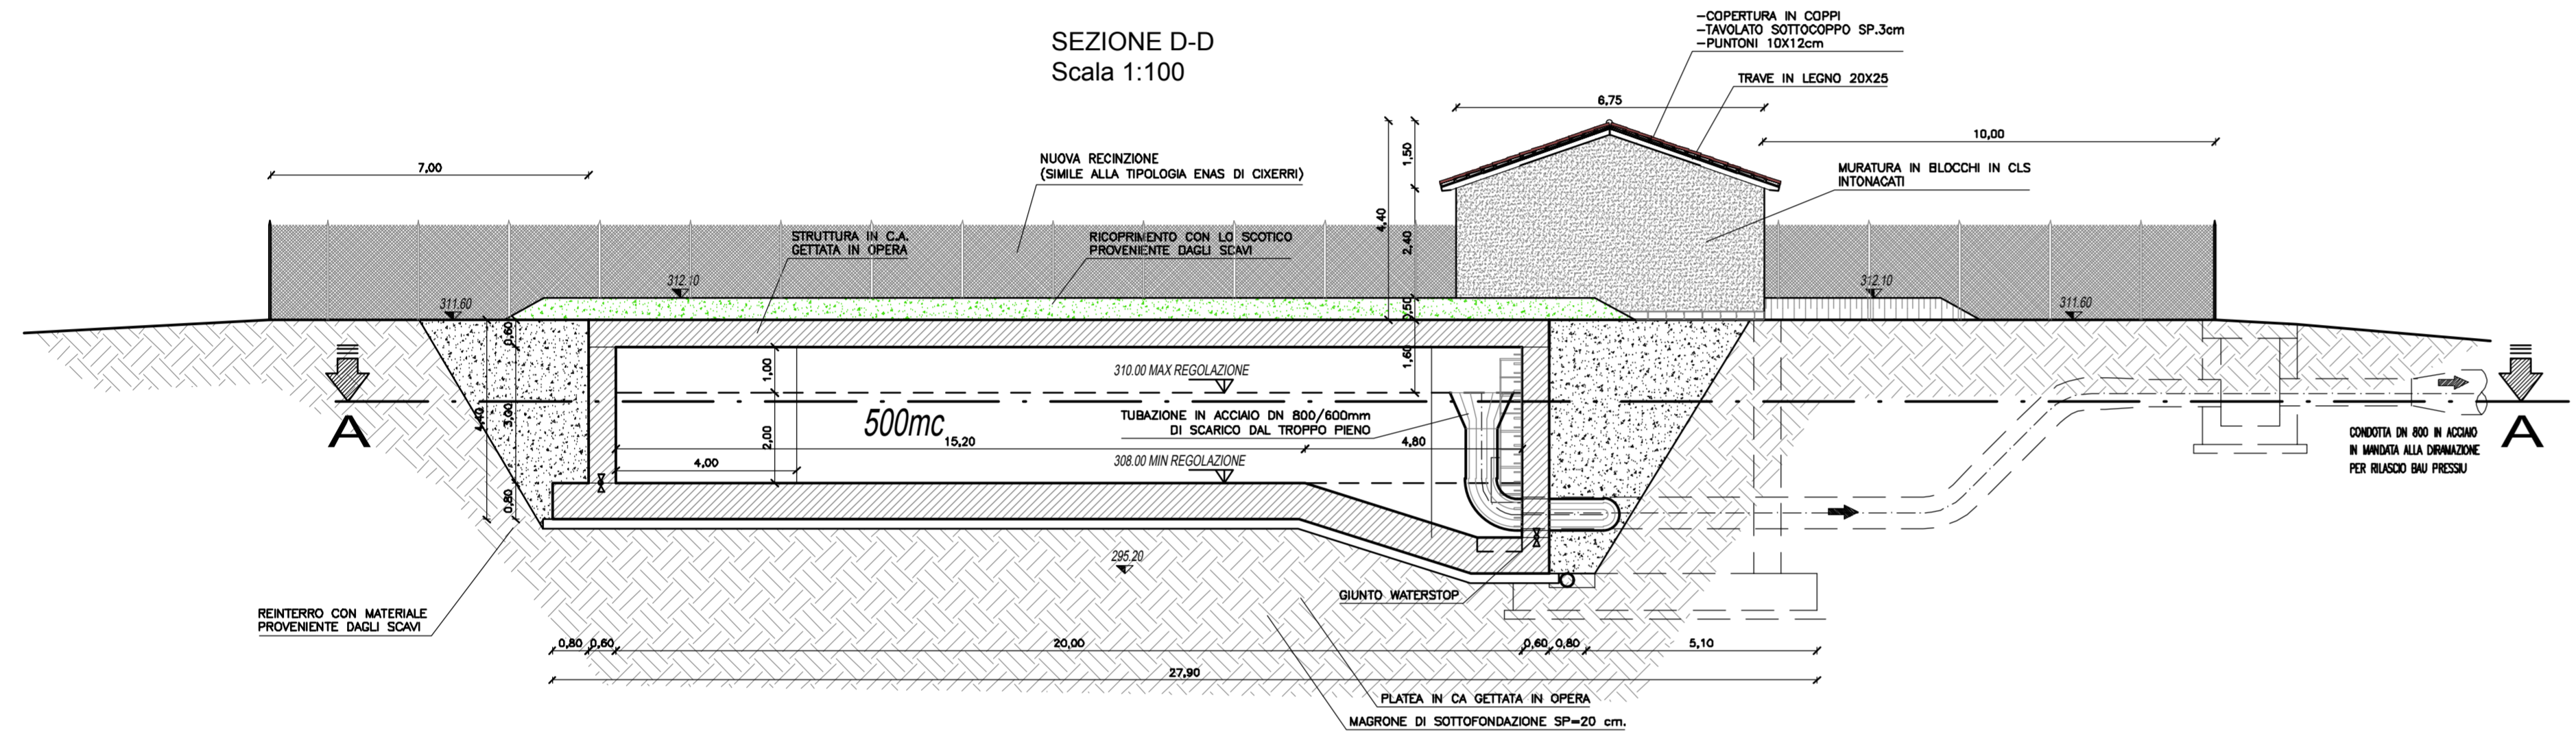 SEZIONE D-D
Scala 1:100
-COPERTURA IN COPPI
-TAVOLATO SOTTOCOPPO SP.3cm
-PUNTONI 10X12cm
TRAVE IN LEGNO 20X25
6,75
10,00
7,00
NUOVA RECINZIONE
(SIMILE ALLA TIPOLOGIA ENAS DI CIXERRI)
MURATURA IN BLOCCHI IN CLS
INTONACATI
1,50
4,40
2,40
0,50
1,60
STRUTTURA IN C.A.
GETTATA IN OPERA
RICOPRIMENTO CON LO SCOTICO
PROVENIENTE DAGLI SCAVI
312.10
311.60
312.10
311.60
0,60
1,00
310.00 MAX REGOLAZIONE
4,40
3,00
2,00
500mc
TUBAZIONE IN ACCIAIO DN 800/600mm
DI SCARICO DAL TROPPO PIENO
15,20
4,80
4,00
308.00 MIN REGOLAZIONE
0,80
A
A
CONDOTTA DN 800 IN ACCIAIO
IN MANDATA ALLA DIRAMAZIONE
PER RILASCIO BAU PRESSIU
295.20
GIUNTO WATERSTOP
REINTERRO CON MATERIALE
PROVENIENTE DAGLI SCAVI
0,80 0,60 20,00 0,60 0,80 5,10
27,90
PLATEA IN CA GETTATA IN OPERA
MAGRONE DI SOTTOFONDAZIONE SP=20 cm.